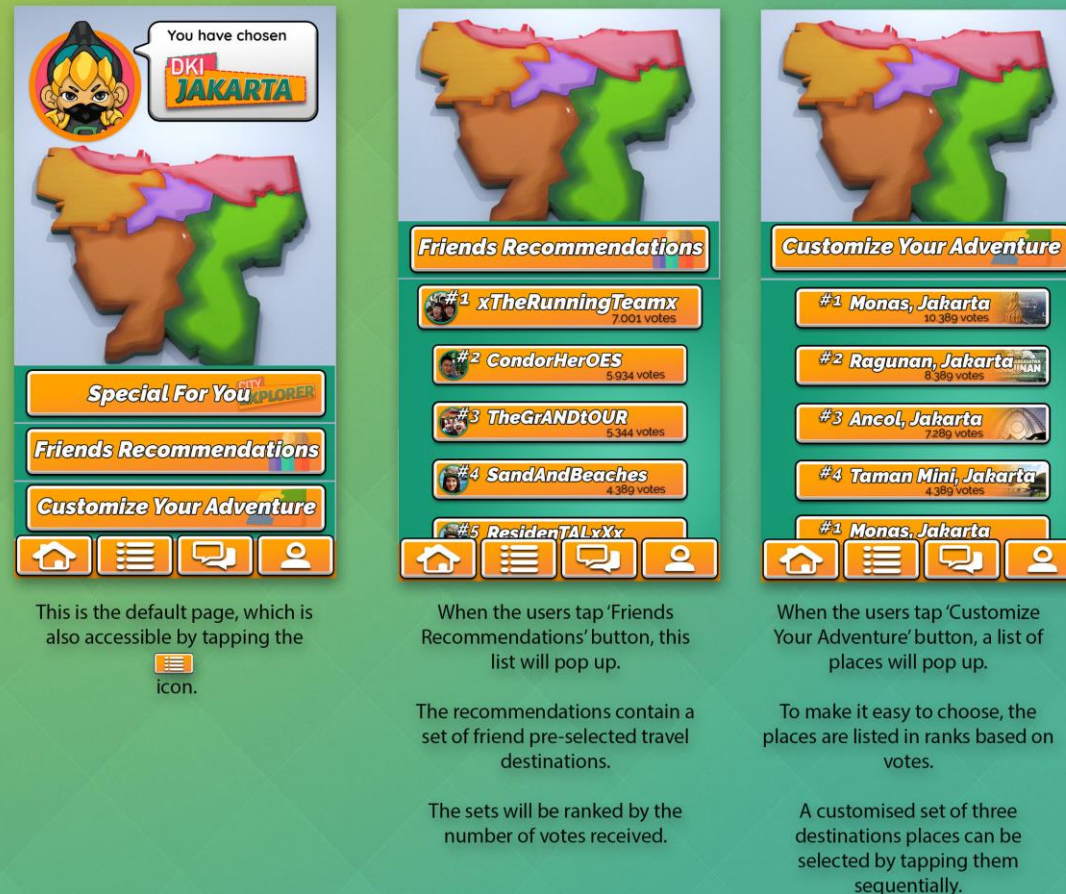 You have chosen
DKI
JAKARTA
Special For You
CITY
EXPLORER
Friends Recommendations
Customize Your Adventure
This is the default page, which is
also accessible by tapping the
icon.
Friends Recommendations
#1 xTheRunningTeamx
7.001 votes
#2 CondorHerOES
5.934 votes
#3 TheGrANDtOUR
5.344 votes
#4 SandAndBeaches
4.389 votes
#5 ResidenTALxXx
When the users tap ‘Friends
Recommendations’ button, this
list will pop up.
The recommendations contain a
set of friend pre-selected travel
destinations.
The sets will be ranked by the
number of votes received.
Customize Your Adventure
#1 Monas, Jakarta
10.389 votes
#2 Ragunan, Jakarta
8.389 votes
#3 Ancol, Jakarta
7.289 votes
#4 Taman Mini, Jakarta
4.389 votes
#1 Monas, Jakarta
When the users tap ‘Customize
Your Adventure’ button, a list of
places will pop up.
To make it easy to choose, the
places are listed in ranks based on
votes.
A customised set of three
destinations places can be
selected by tapping them
sequentially.